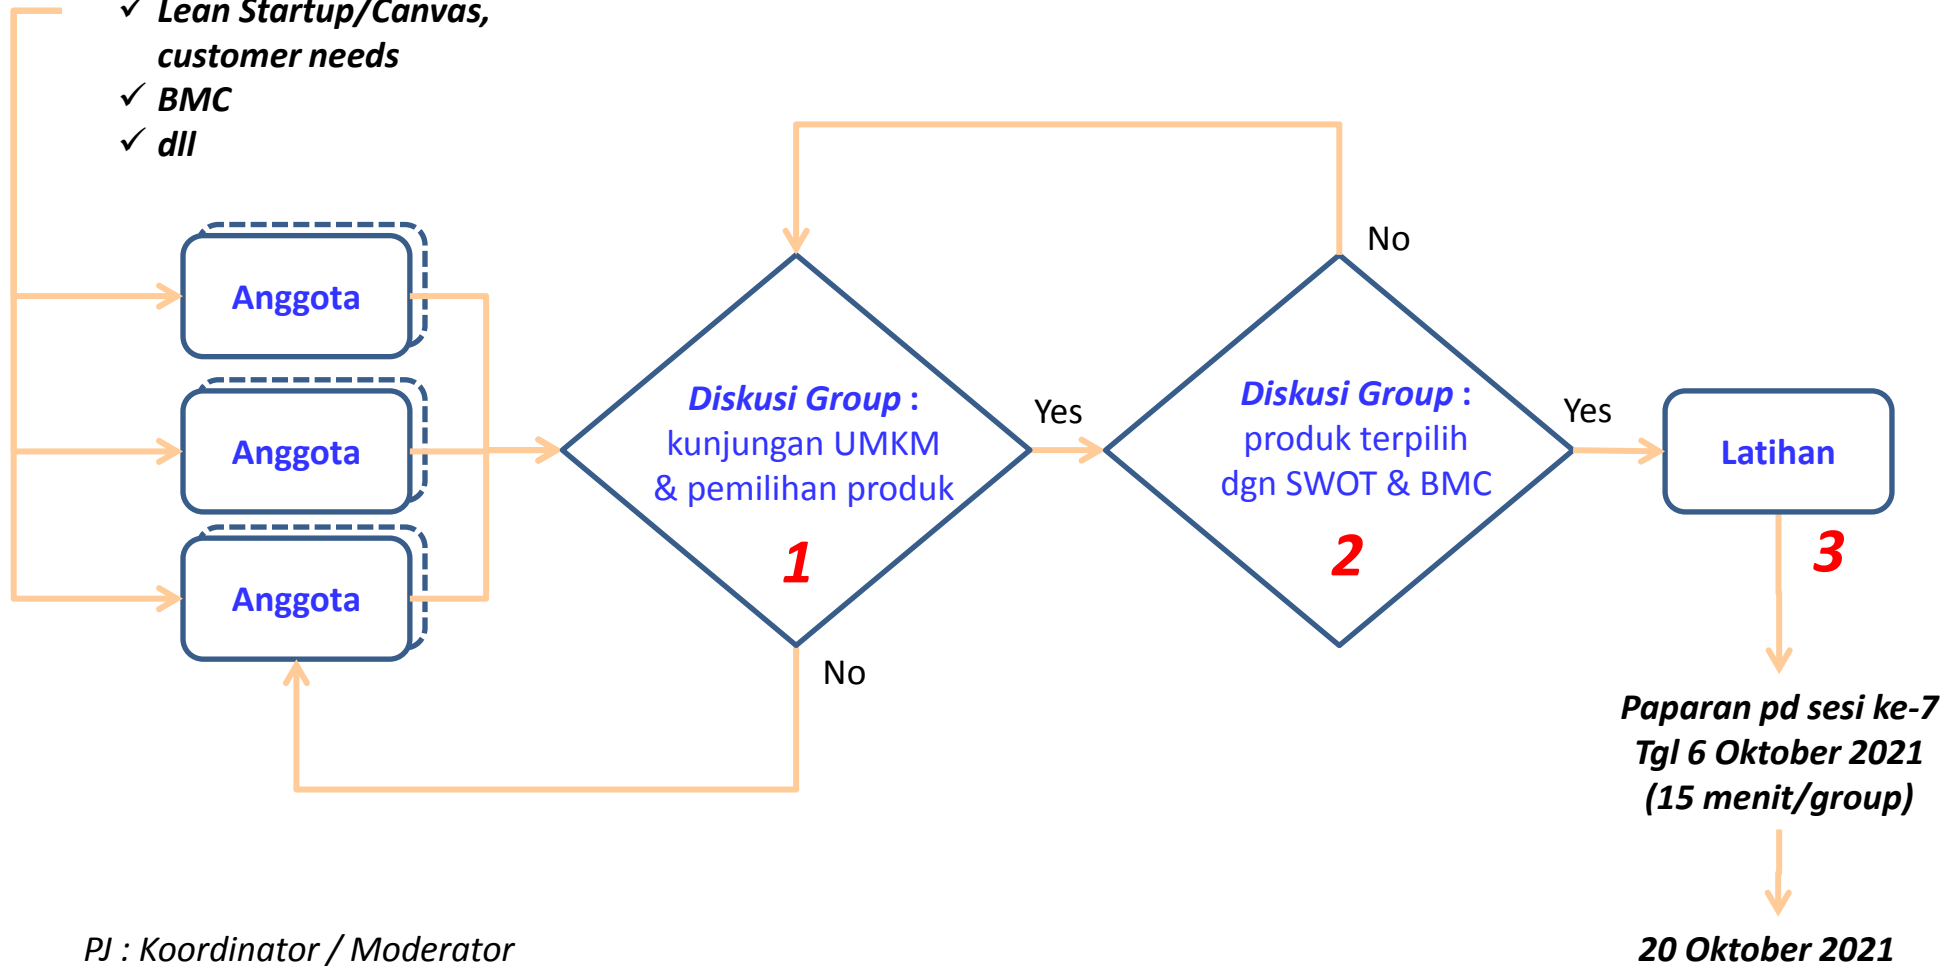 ✓ Lean Startup/Canvas,
customer needs
✓ BMC
✓ dll
Anggota
Anggota
Anggota
Diskusi Group :
kunjungan UMKM
& pemilihan produk
1
No
Yes
Diskusi Group :
produk terpilih
dgn SWOT & BMC
2
No
Yes
Latihan
3
Paparan pd sesi ke-7
Tgl 6 Oktober 2021
(15 menit/group)
20 Oktober 2021
PJ : Koordinator / Moderator